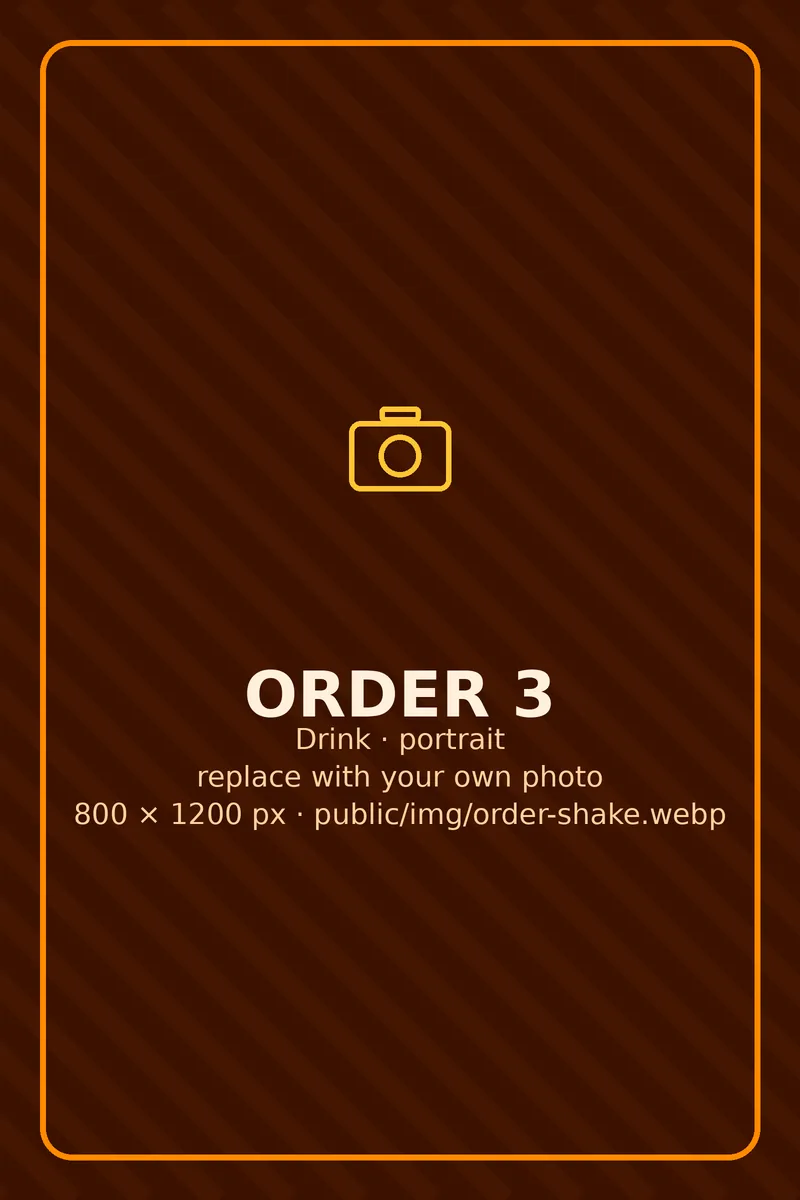 ORDER 3
Drink · portrait
replace with your own photo
800 × 1200 px · public/img/order-shake.webp